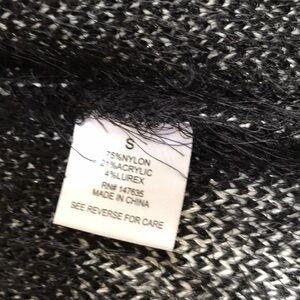 S
75%NYLON
21%ACRYLIC
4%LUREX
RN# 147635
MADE IN CHINA
SEE REVERSE FOR CARE